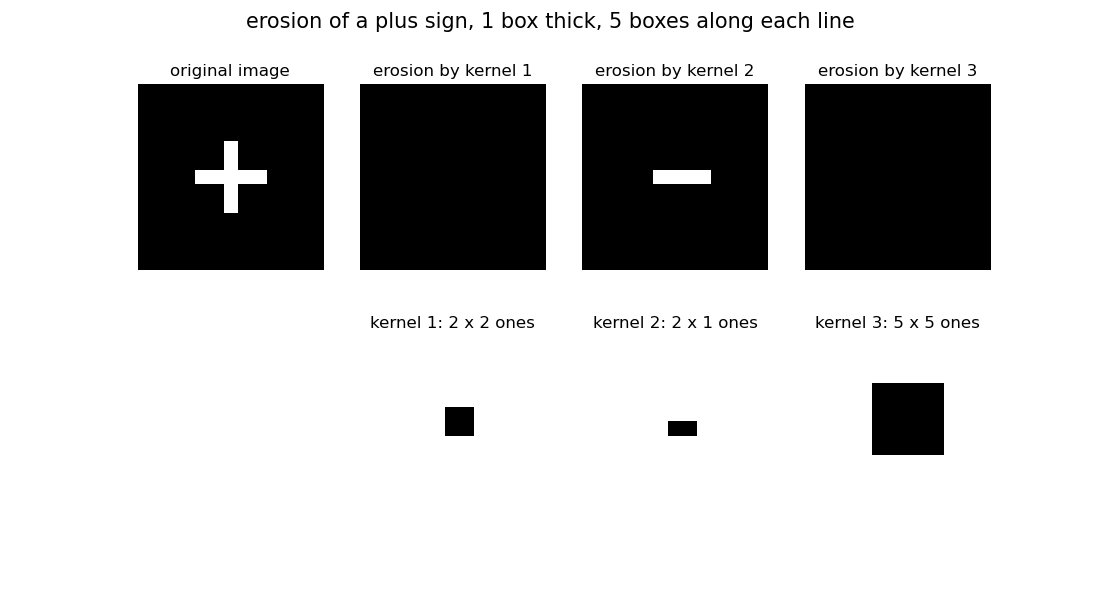 erosion of a plus sign, 1 box thick, 5 boxes along each line
original image
erosion by kernel 1
erosion by kernel 2
erosion by kernel 3
kernel 1: 2 x 2 ones
kernel 2: 2 x 1 ones
kernel 3: 5 x 5 ones